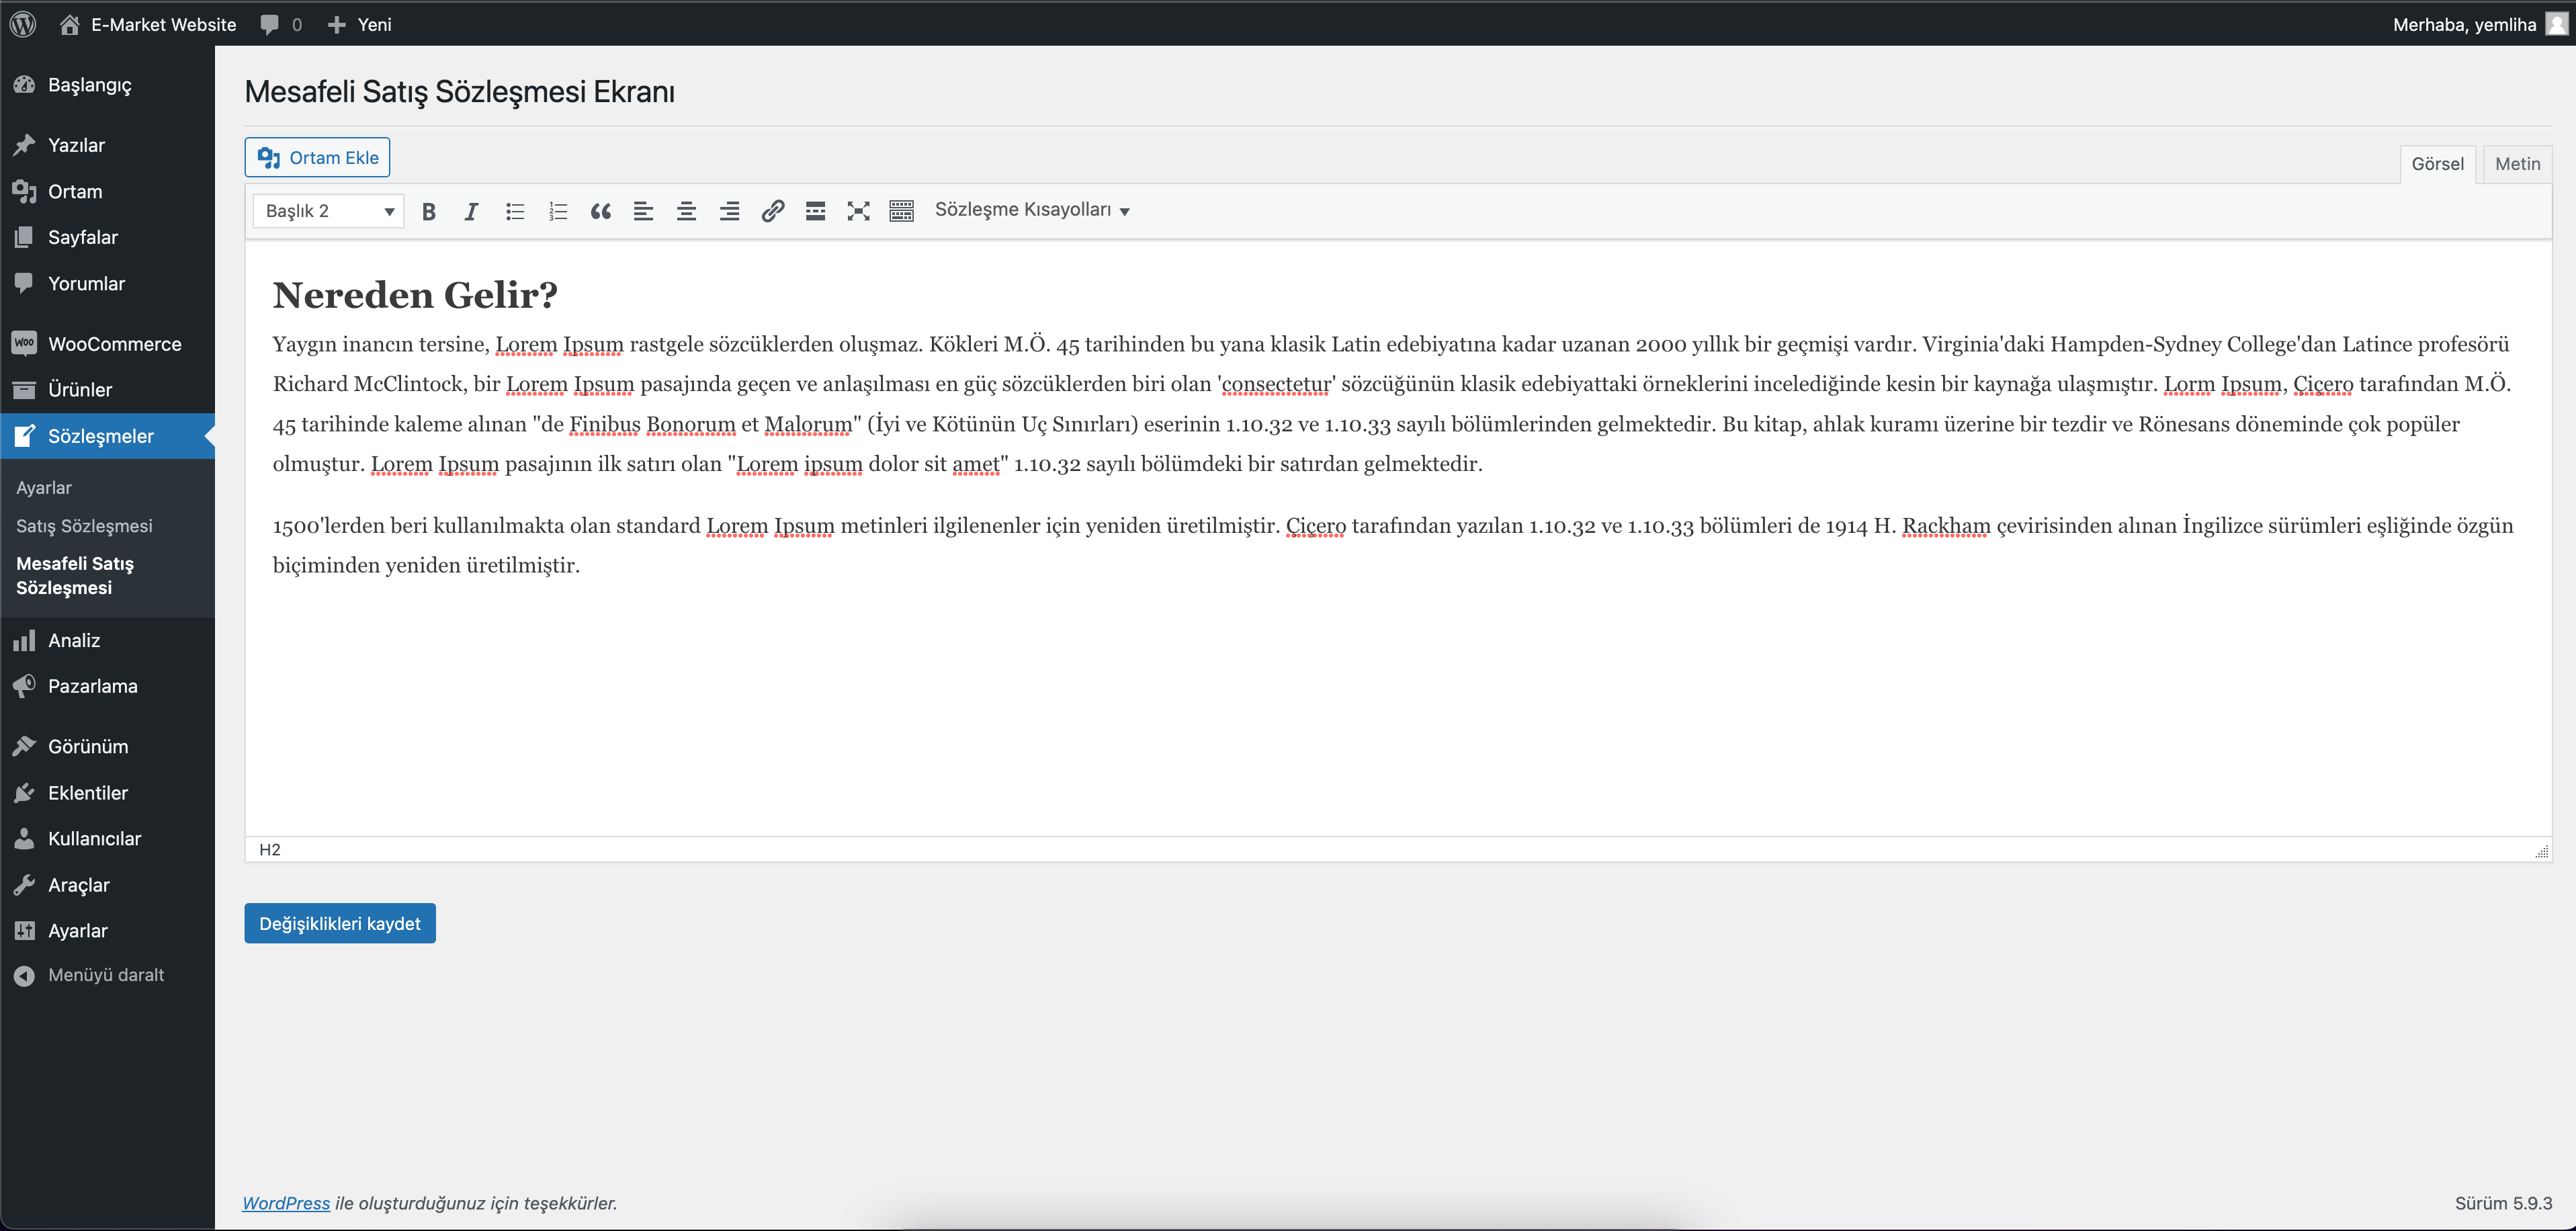 E-Market Website 0 Yeni Merhaba, yemliha
Başlangıç
Yazılar
Ortam
Sayfalar
Yorumlar
Woo WooCommerce
Ürünler
Sözleşmeler
Ayarlar
Satış Sözleşmesi
Mesafeli Satış
Sözleşmesi
Analiz
Pazarlama
Görünüm
Eklentiler
Kullanıcılar
Araçlar
Ayarlar
Menüyü daralt
Mesafeli Satış Sözleşmesi Ekranı
Ortam Ekle Görsel Metin
Başlık 2 B I Sözleşme Kısayolları
Nereden Gelir?
Yaygın inancın tersine, Lorem Ipsum rastgele sözcüklerden oluşmaz. Kökleri M.Ö. 45 tarihinden bu yana klasik Latin edebiyatına kadar uzanan 2000 yıllık bir geçmişi vardır. Virginia'daki Hampden-Sydney College'dan Latince profesörü
Richard McClintock, bir Lorem Ipsum pasajında geçen ve anlaşılması en güç sözcüklerden biri olan 'consectetur' sözcüğünün klasik edebiyattaki örneklerini incelediğinde kesin bir kaynağa ulaşmıştır. Lorm Ipsum, Çiçero tarafından M.Ö.
45 tarihinde kaleme alınan "de Finibus Bonorum et Malorum" (İyi ve Kötünün Uç Sınırları) eserinin 1.10.32 ve 1.10.33 sayılı bölümlerinden gelmektedir. Bu kitap, ahlak kuramı üzerine bir tezdir ve Rönesans döneminde çok popüler
olmuştur. Lorem Ipsum pasajının ilk satırı olan "Lorem ipsum dolor sit amet" 1.10.32 sayılı bölümdeki bir satırdan gelmektedir.
1500'lerden beri kullanılmakta olan standard Lorem Ipsum metinleri ilgilenenler için yeniden üretilmiştir. Çiçero tarafından yazılan 1.10.32 ve 1.10.33 bölümleri de 1914 H. Rackham çevirisinden alınan İngilizce sürümleri eşliğinde özgün
biçiminden yeniden üretilmiştir.
H2
Değişiklikleri kaydet
WordPress ile oluşturduğunuz için teşekkürler. Sürüm 5.9.3